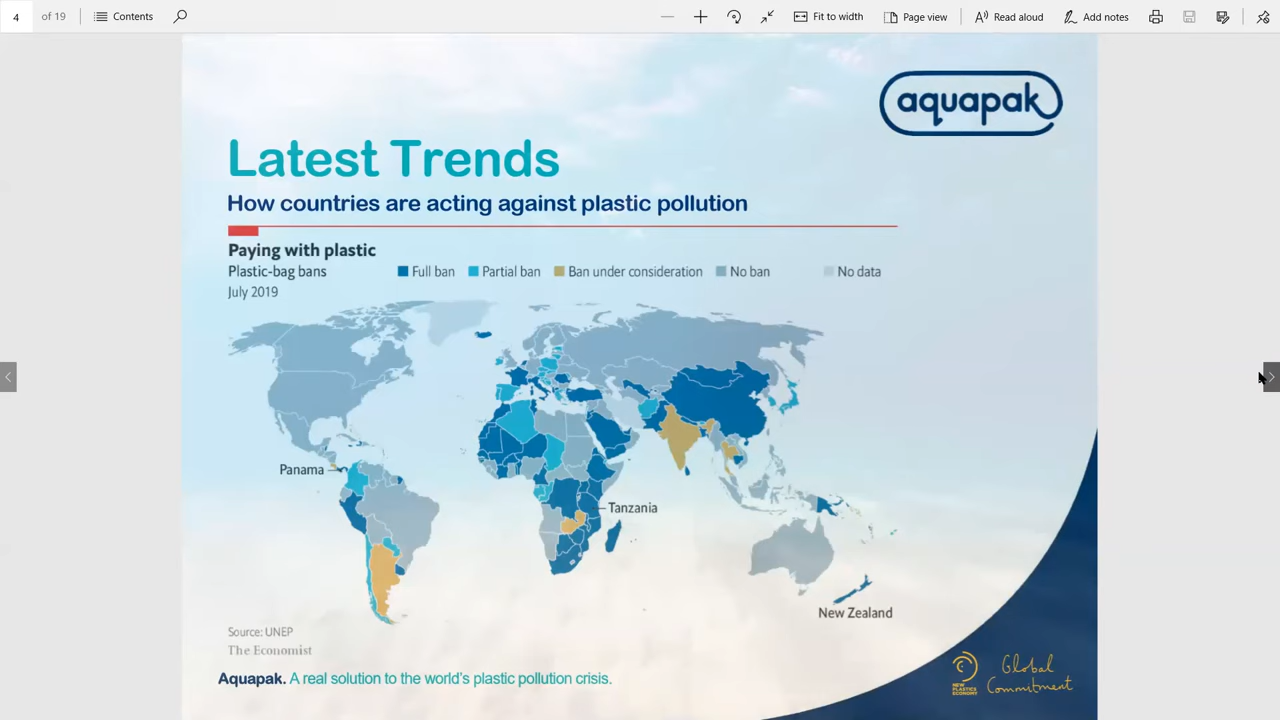 4 of 19 Contents Fit to width Page view Read aloud Add notes
aquapak
Latest Trends
How countries are acting against plastic pollution
Paying with plastic
Plastic-bag bans Full ban Partial ban Ban under consideration No ban No data
July 2019
Panama
Tanzania
New Zealand
Source: UNEP
The Economist
Aquapak. A real solution to the world's plastic pollution crisis.
NEW PLASTICS ECONOMY
Global
Commitment